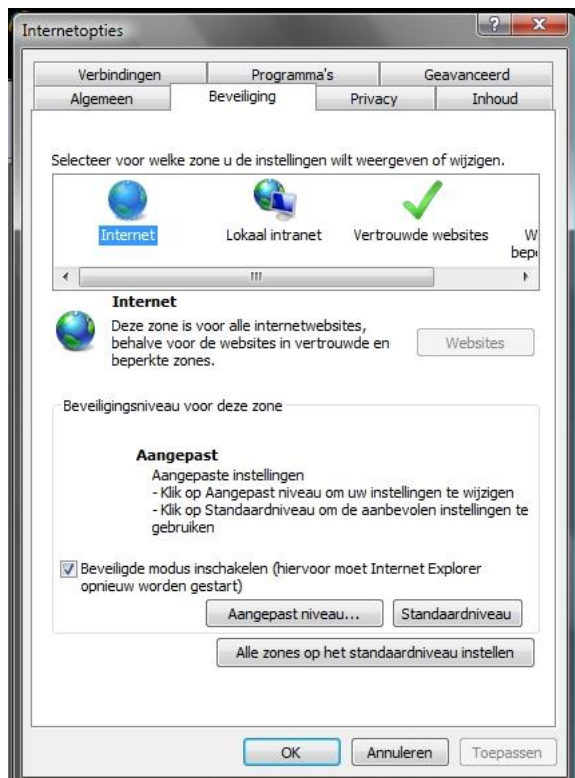 Internetopties
Verbindingen Programma's Geavanceerd
Algemeen Beveiliging Privacy Inhoud
Selecteer voor welke zone u de instellingen wilt weergeven of wijzigen.
Internet Lokaal intranet Vertrouwde websites W
bepe
Internet
Deze zone is voor alle internetwebsites,
behalve voor de websites in vertrouwde en
beperkte zones.
Websites
Beveiligingsniveau voor deze zone
Aangepast
Aangepaste instellingen
- Klik op Aangepast niveau om uw instellingen te wijzigen
- Klik op Standaardniveau om de aanbevolen instellingen te
gebruiken
Beveiligde modus inschakelen (hiervoor moet Internet Explorer
opnieuw worden gestart)
Aangepast niveau... Standaardniveau
Alle zones op het standaardniveau instellen
OK Annuleren Toepassen